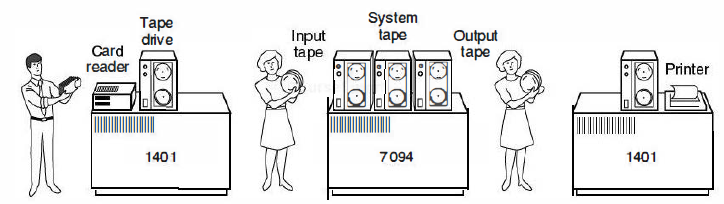 Card
reader
Tape
drive
1401
Input
tape
System
tape
Output
tape
7094
Printer
1401